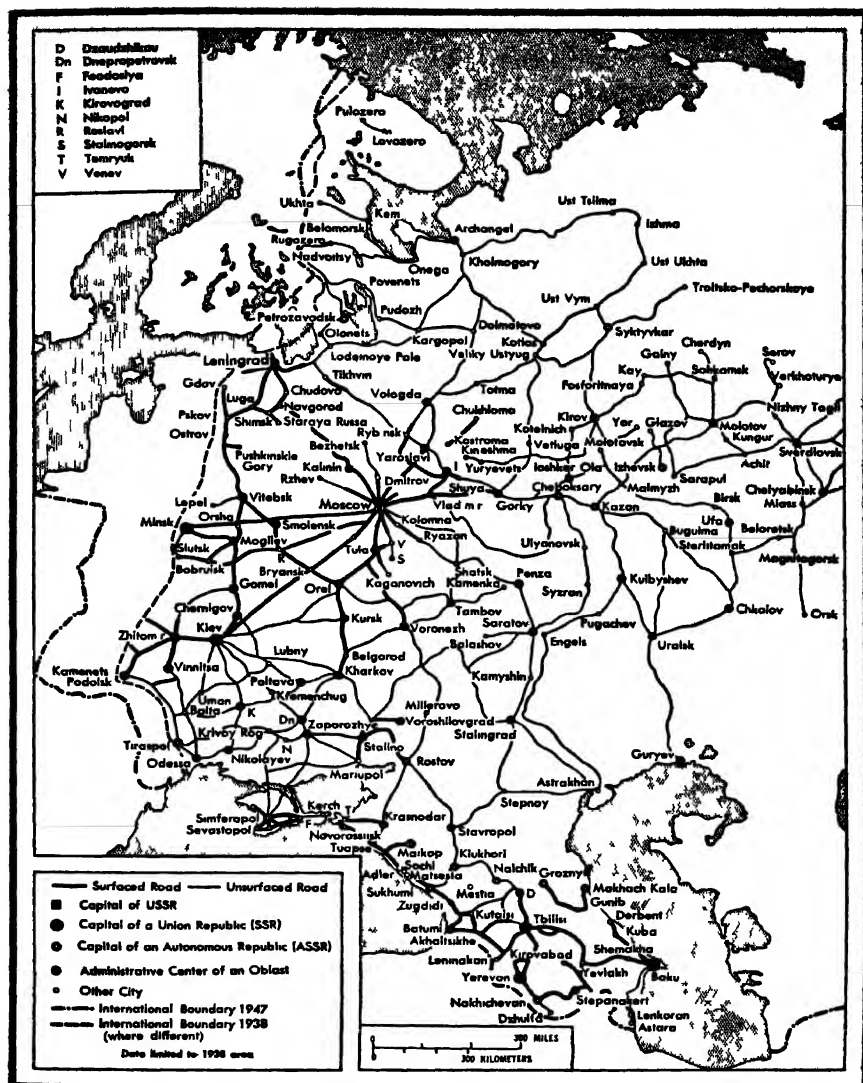 D Dzaudzhikau
Dn Dnepropetrovsk
F Feodosiya
I Ivanovo
K Kirovograd
N Nikopol
R Roslavl
S Stalmogorsk
T Temryuk
V Venev
Pulozero
Lovozero
Ukhta
Kem
Belomorsk
Rugozero
Nadvoitsy
Archangel
Ust Tsilma
Izhma
Kholmogory
Onega
Povenets
Ust Ukhta
Pudozh
Ust Vym
Troitsko-Pechorskoye
Petrozavodsk
Olonets
Dolmatovo
Kargopol
Kotlas
Syktyvkar
Leningrad
Lodenoye Pole
Veliky Ustyug
Cherdyn
Gainy
Serov
Gdov
Tikhvin
Kay
Solikamsk
Verkhoturye
Luga
Chudovo
Vologda
Totma
Posforitnaya
Pskov
Navgorod
Shimsk
Staraya Russa
Chukhloma
Nizhny Tagil
Ostrov
Rybinsk
Kostroma
Kotelnich
Kirov
Yar
Glazov
Molotov
Bezhetsk
Kineshma
Vetluga
Molotovsk
Kungur
Pushkinskie
Gory
Kalinin
Yaroslavl
Yuryevets
Sverdlovsk
Rzhev
Dmitrov
I
Ioshkar Ola
Izhevsk
Achit
Sarapul
Lepel
Vitebsk
Moscow
Shuya
Cheboksary
Malmyzh
Chelyabinsk
Birsk
Miass
Minsk
Orsha
Smolensk
Vlad m r
Gorky
Kazan
Kolomna
Ufa
Bugulma
Beloretsk
Slutsk
Mogilev
Tula
V
S
Ryazan
Ulyanovsk
Sterlitamak
Bobruisk
R
Bryansk
Shatsk
Magnitogorsk
Gomel
Orel
Kaganovich
Kamenka
Penza
Kuibyshev
Syzran
Chernigov
Tambov
Chkalov
Orsk
Kiev
Kursk
Voronezh
Saratov
Pugachev
Zhitom r
Engels
Uralsk
Lubny
Balashov
Vinnitsa
Belgorod
Kamenets
Podolsk
Poltava
Kharkov
Kamyshin
Uman
Kremenchug
Millerovo
Balta
K
Dn
Voroshilovgrad
Zaporozhye
Stalingrad
Krivoy Rog
N
Stalino
Tiraspol
Nikolayev
Rostov
Odessa
Mariupol
Guryev
Astrakhan
Kerch
Stepnoy
Simferopol
F
T
Krasnodar
Sevastopol
Novorossiisk
Stavropol
Tuapse
Maikop
Sochi
Klukhori
Adler
Matsesta
Nalchik
Grozny
Sukhumi
Mestia
D
Makhach Kala
Gunib
Zugdidi
Kutaisi
Derbent
Batumi
Tbilisi
Kuba
Akhaltsikhe
Shemakha
Leninakan
Kirovabad
Yevlakh
Baku
Yerevan
Stepanakert
Nakhichevan
Lenkoran
Dzhulfa
Astara
Surfaced Road
Unsurfaced Road
Capital of USSR
Capital of a Union Republic (SSR)
Capital of an Autonomous Republic (ASSR)
Administrative Center of an Oblast
Other City
International Boundary 1947
International Boundary 1938
(where different)
Data limited to 1938 area
0
300 MILES
0
300 KILOMETERS